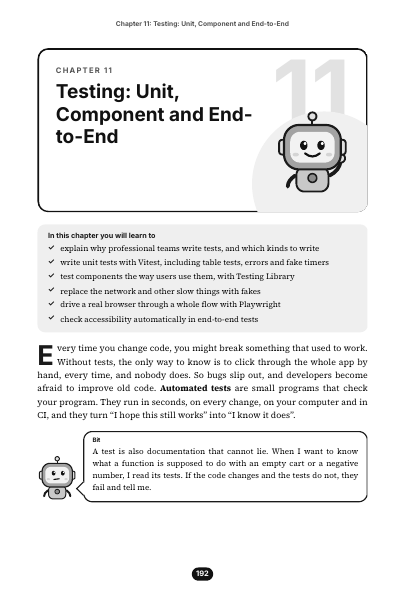 Chapter 11: Testing: Unit, Component and End-to-End
11
CHAPTER 11
Testing: Unit,
Component and End-
to-End
In this chapter you will learn to
explain why professional teams write tests, and which kinds to write
write unit tests with Vitest, including table tests, errors and fake timers
test components the way users use them, with Testing Library
replace the network and other slow things with fakes
drive a real browser through a whole flow with Playwright
check accessibility automatically in end-to-end tests
Every time you change code, you might break something that used to work.
Without tests, the only way to know is to click through the whole app by
hand, every time, and nobody does. So bugs slip out, and developers become
afraid to improve old code. Automated tests are small programs that check
your program. They run in seconds, on every change, on your computer and in
CI, and they turn “I hope this still works” into “I know it does”.
Bit
A test is also documentation that cannot lie. When I want to know
what a function is supposed to do with an empty cart or a negative
number, I read its tests. If the code changes and the tests do not, they
fail and tell me.
192